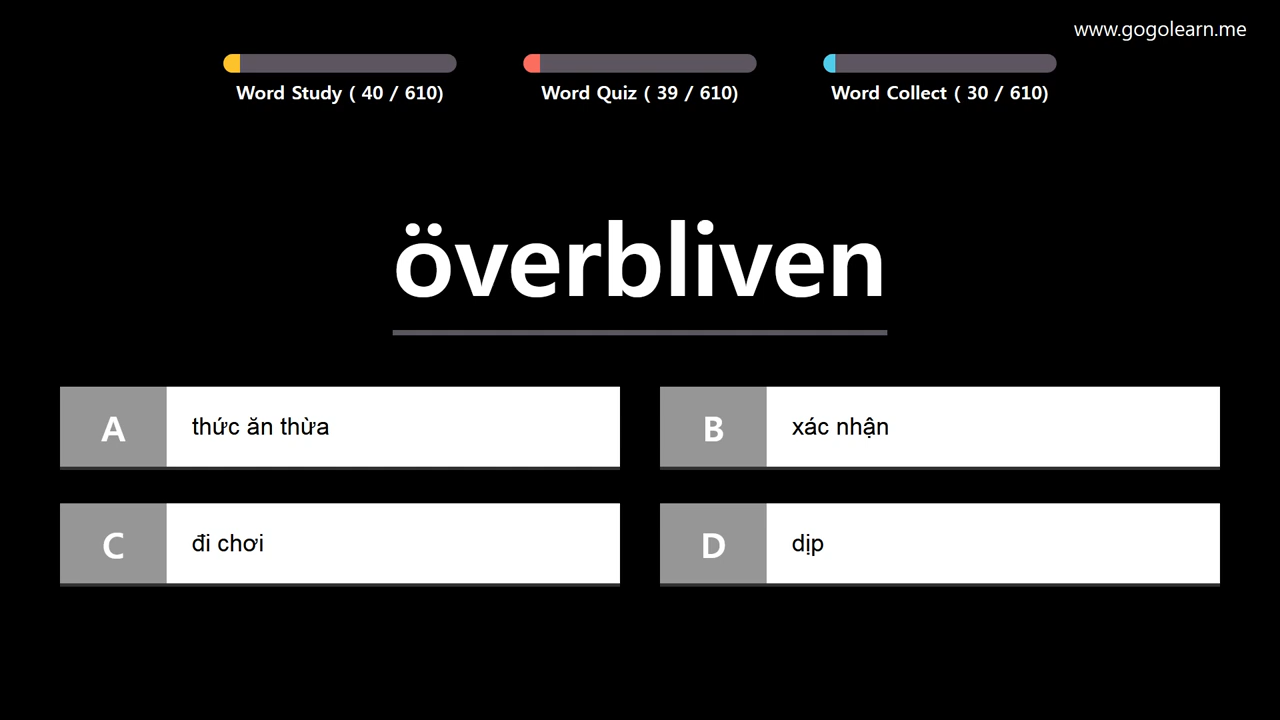 www.gogolearn.me
Word Study ( 40 / 610)
Word Quiz ( 39 / 610)
Word Collect ( 30 / 610)
överbliven
A
thức ăn thừa
B
xác nhận
C
đi chơi
D
dịp